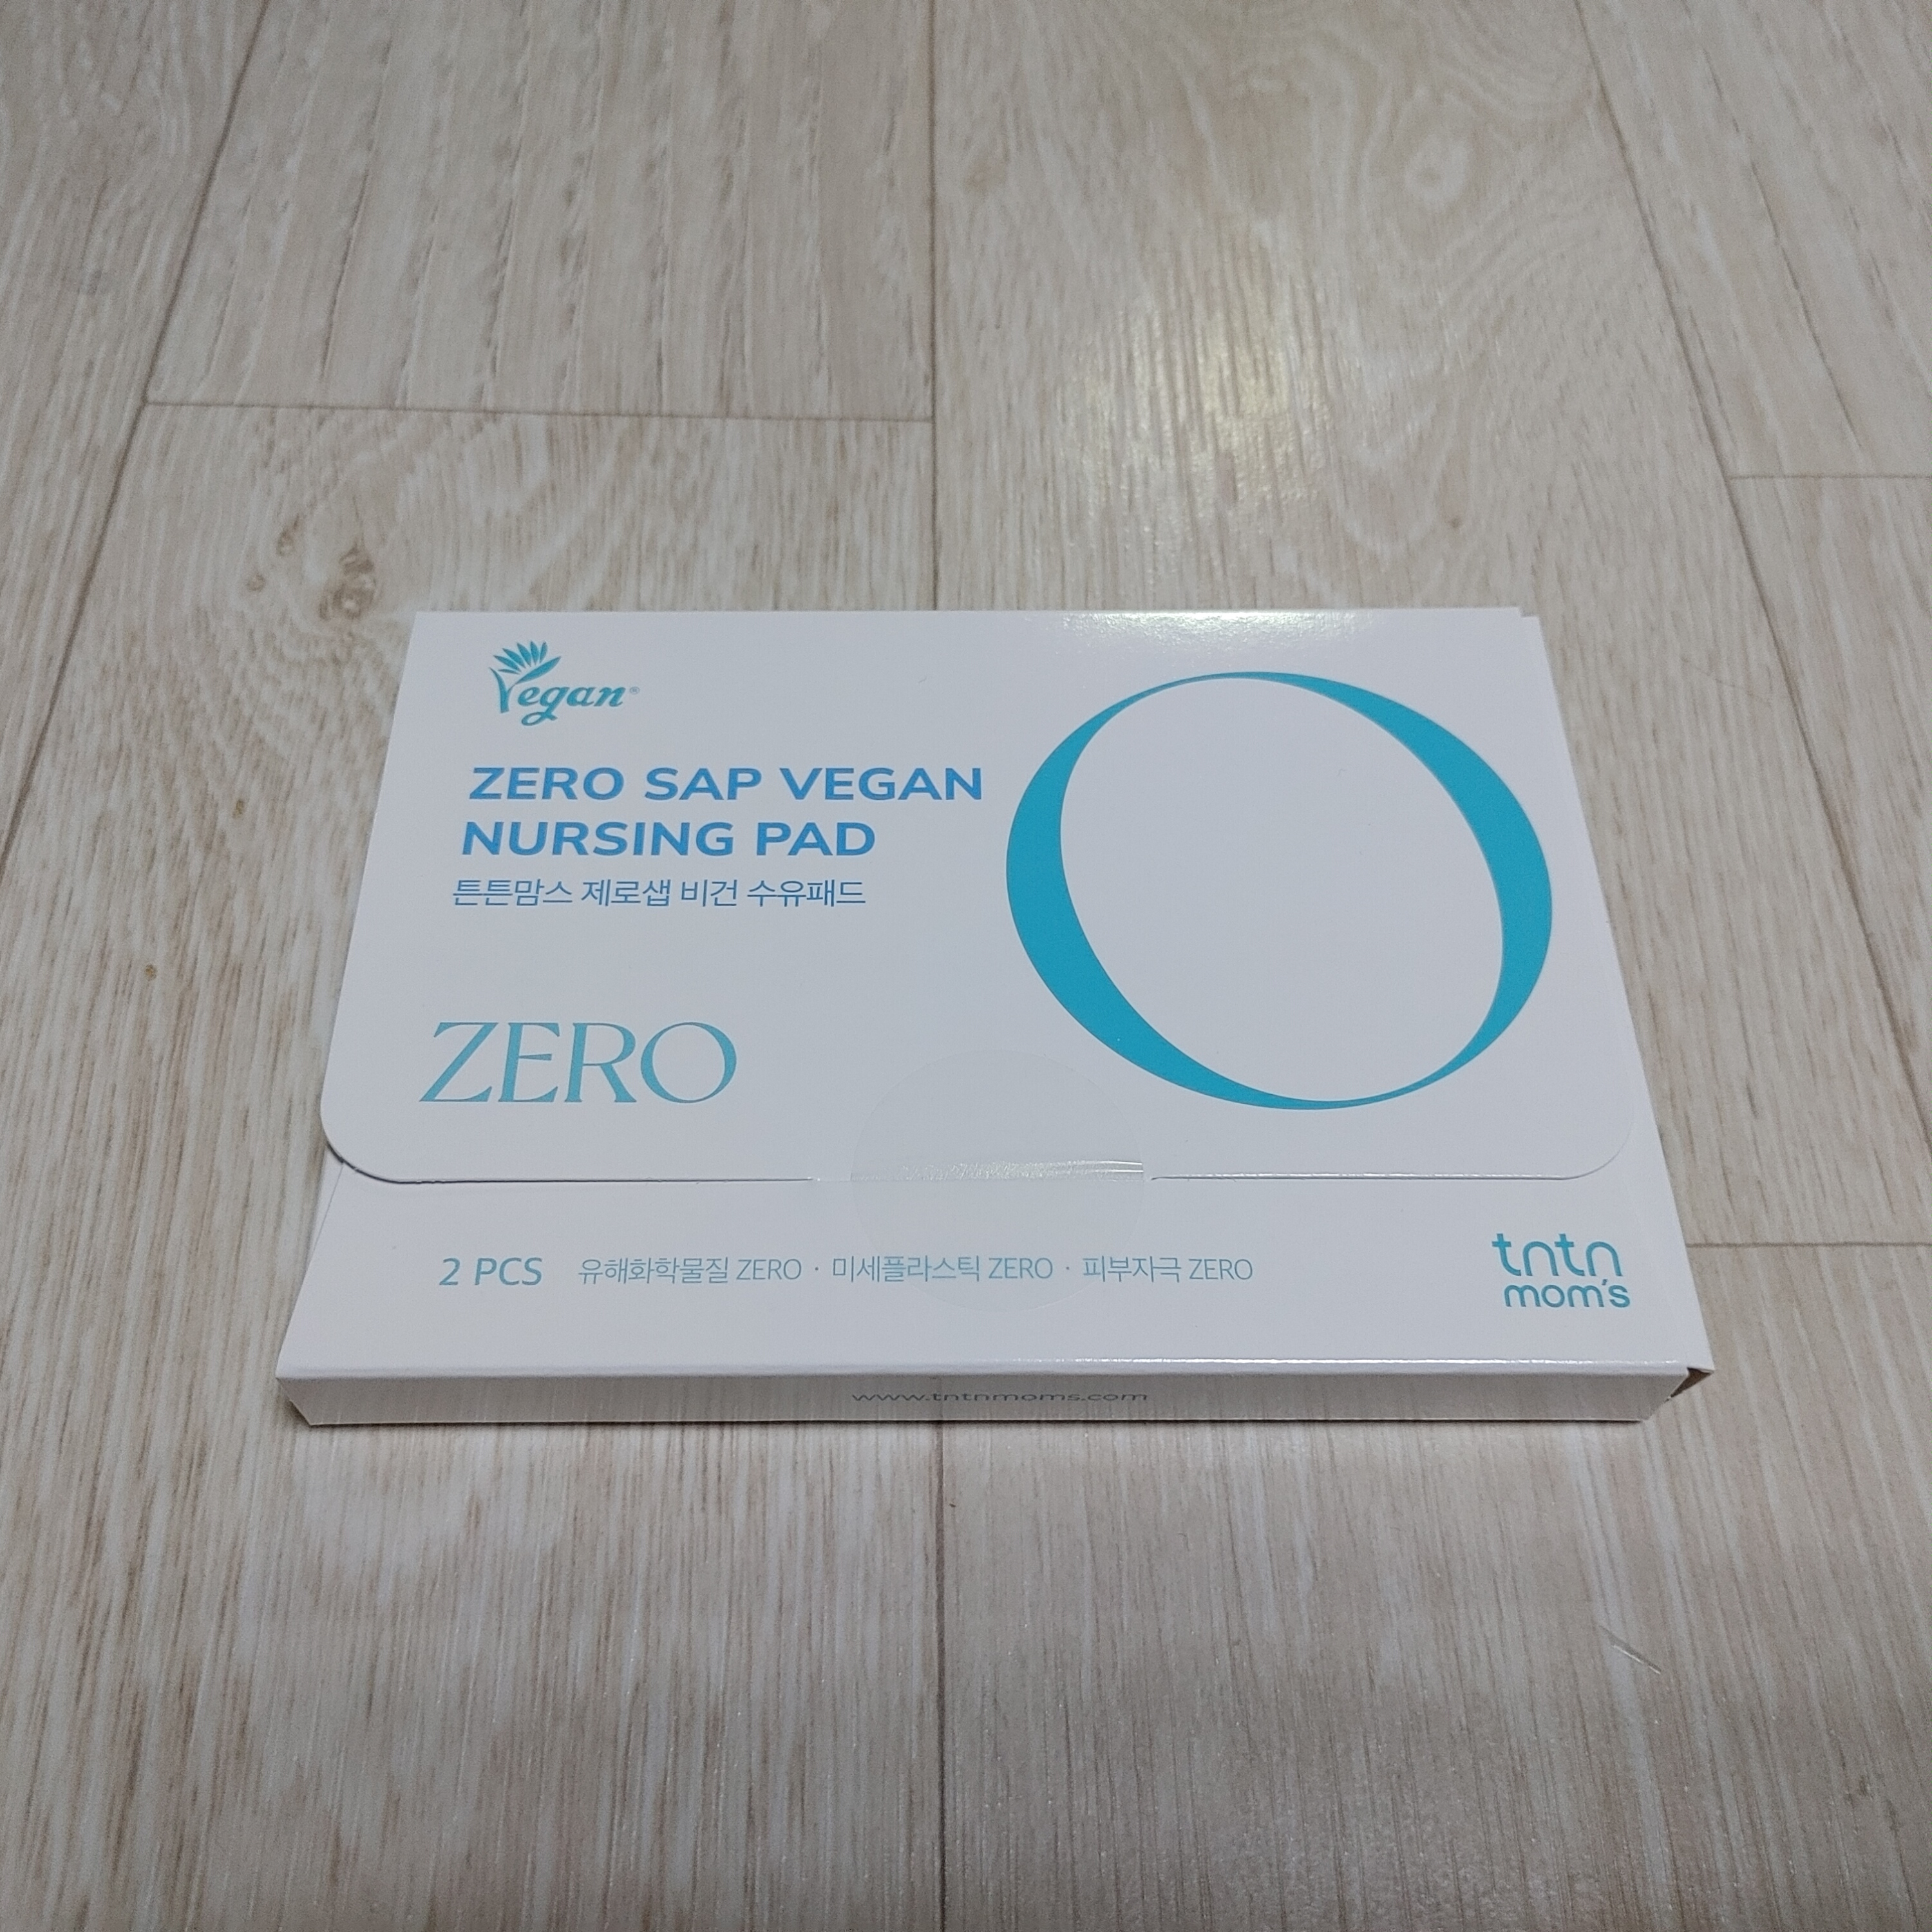 Vegan®
ZERO SAP VEGAN
NURSING PAD
튼튼맘스 제로샙 비건 수유패드
ZERO
2 PCS 유해화학물질 ZERO · 미세플라스틱 ZERO · 피부자극 ZERO
tntn
mom's
www.tntnmoms.com